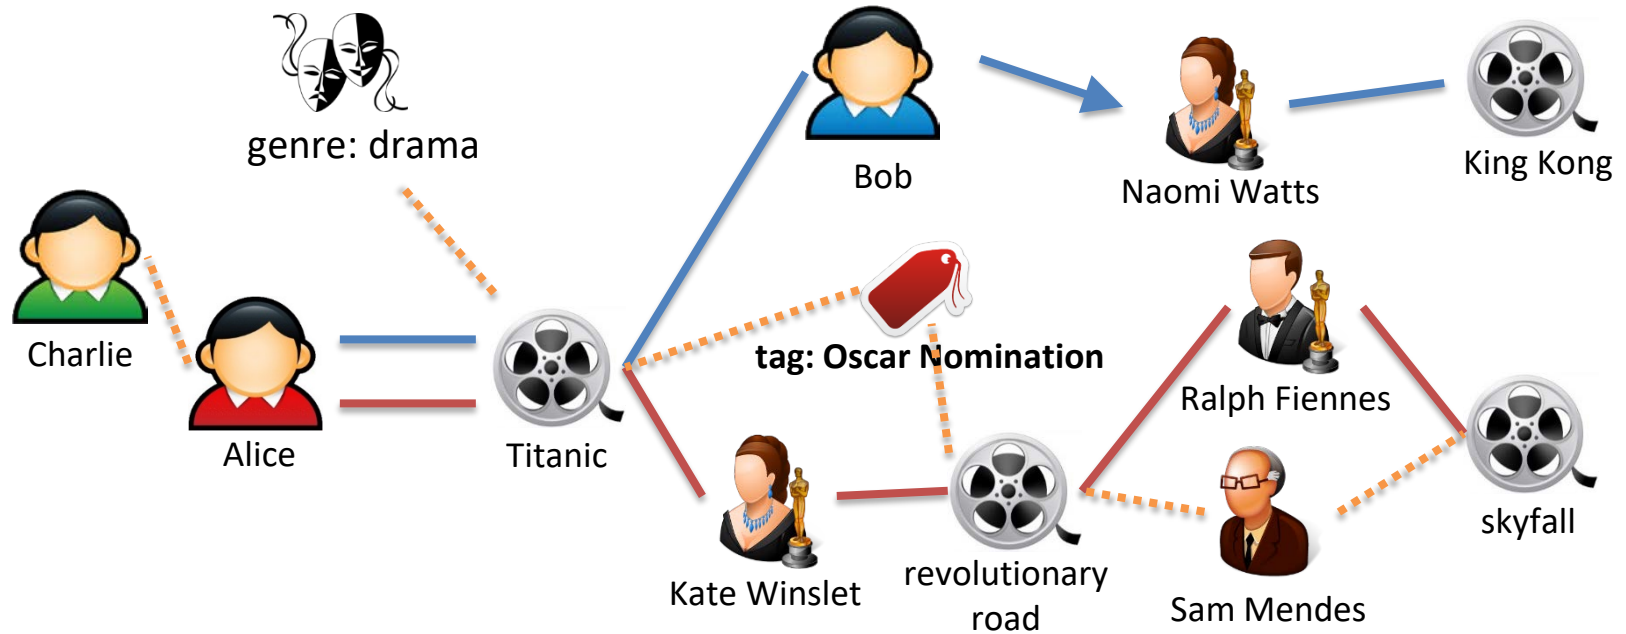 genre: drama
Bob
King Kong
Naomi Watts
Charlie
tag: Oscar Nomination
Ralph Fiennes
Alice
Titanic
skyfall
Kate Winslet
revolutionary
road
Sam Mendes